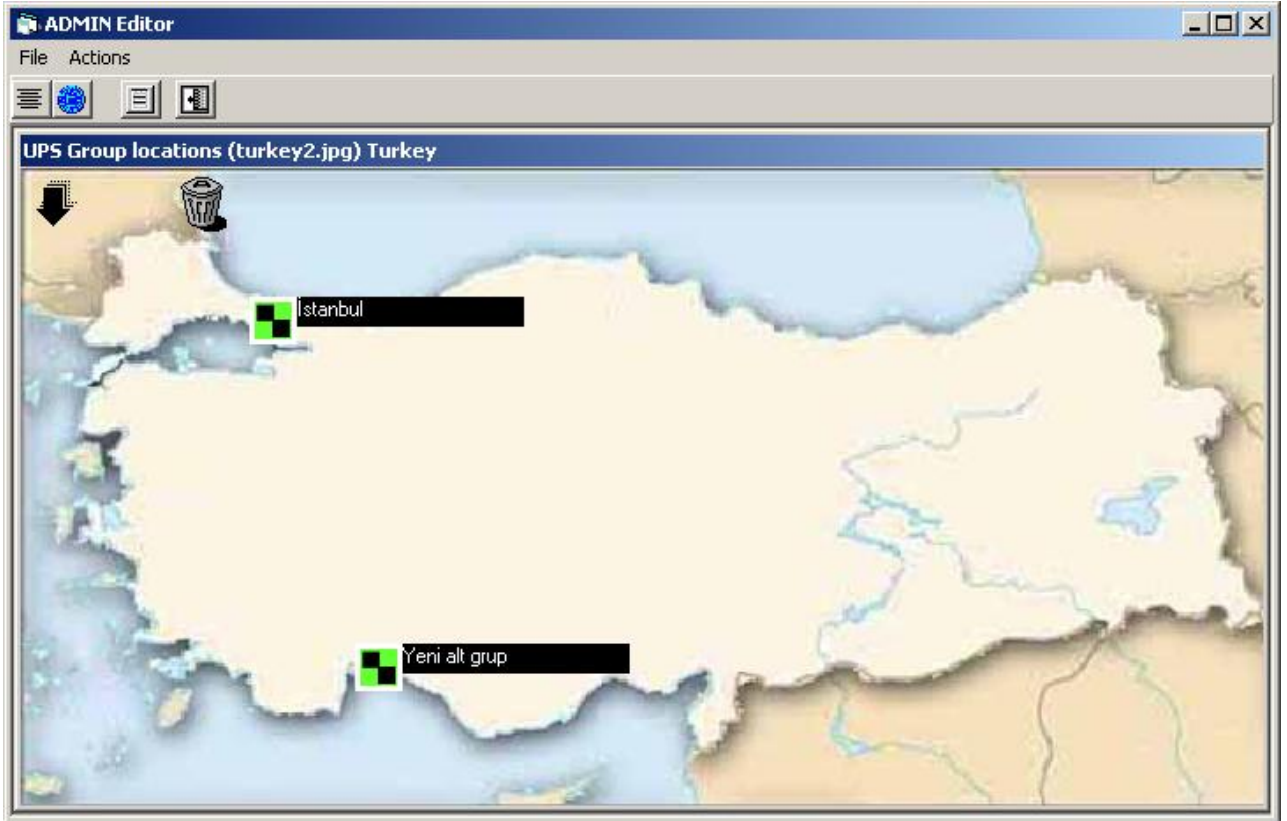 ADMIN Editor
File Actions
UPS Group locations (turkey2.jpg) Turkey
İstanbul
Yeni alt grup